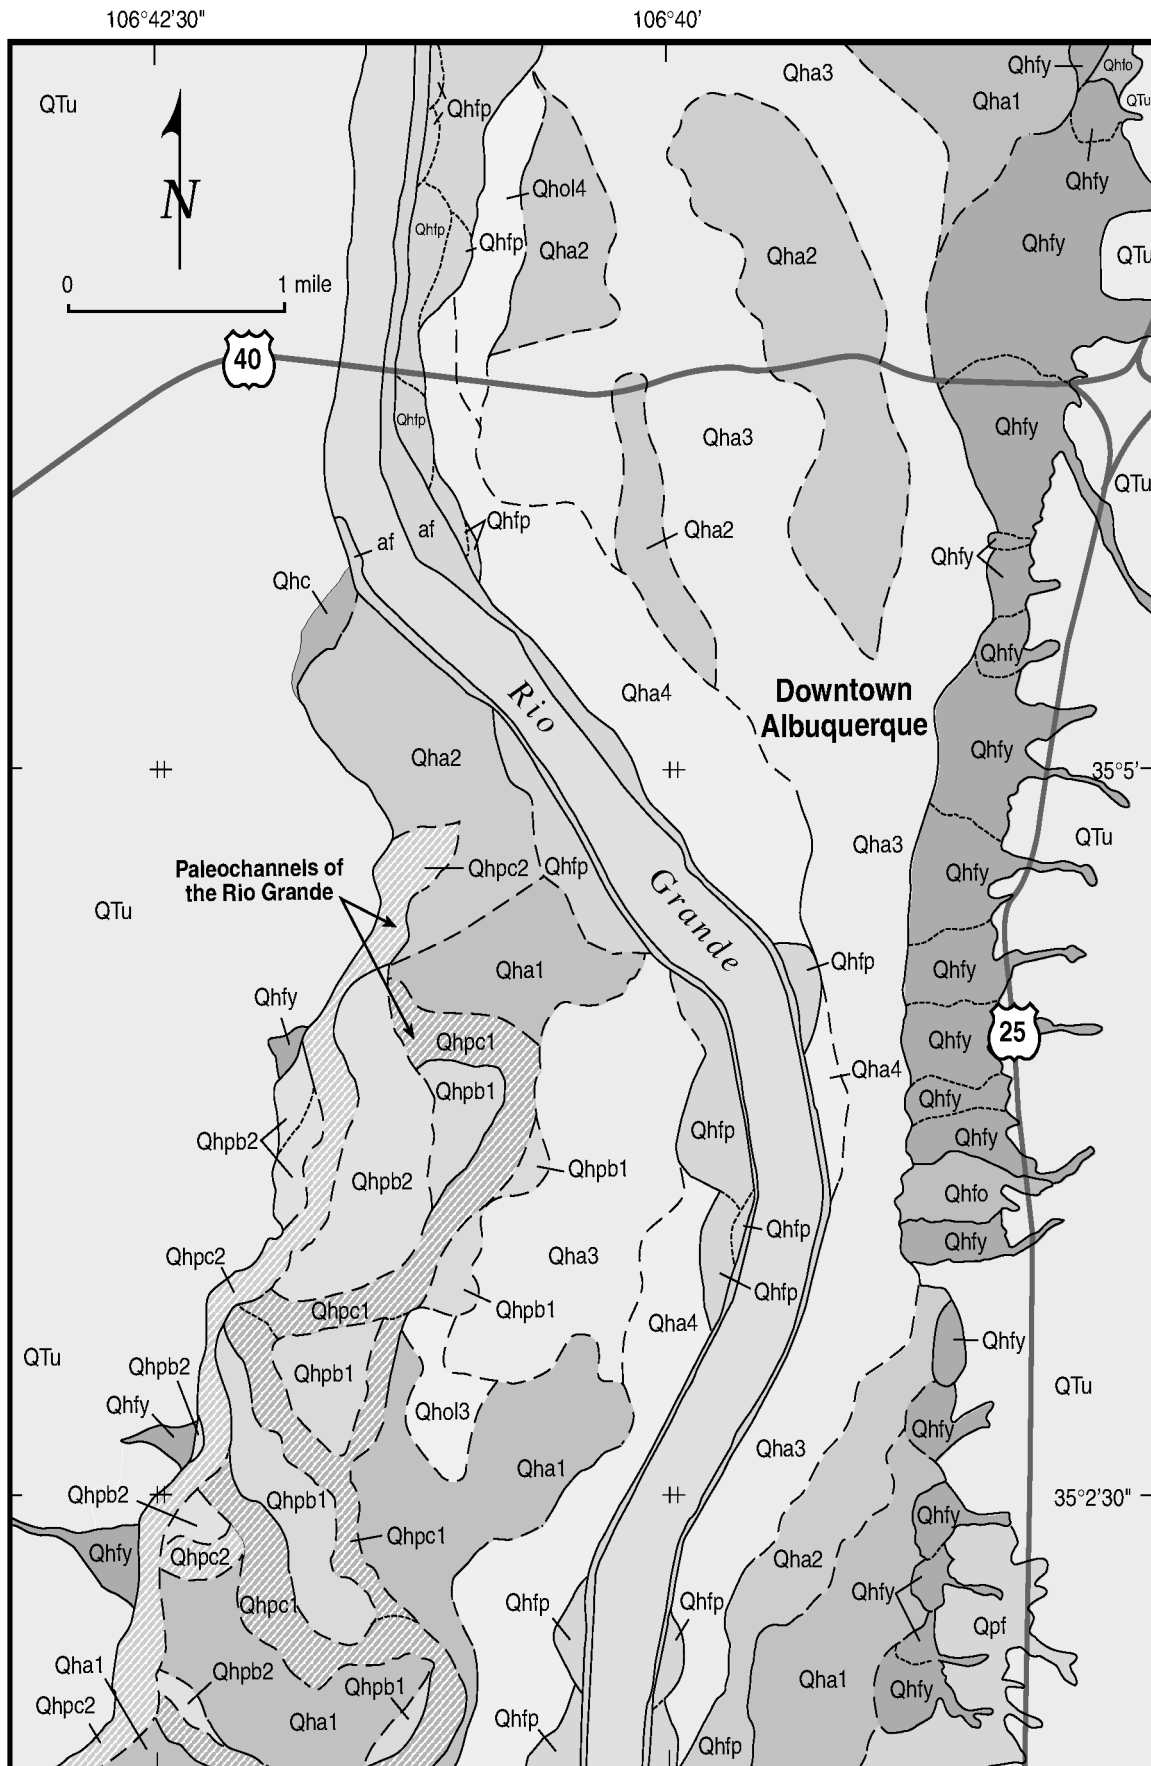 106°42'30"
106°40'
QTu
Qhfp
Qha3
Qhfy
Qhfo
Qha1
QTu
N
Qhol4
Qhfy
Qhfp
Qhfp
Qha2
Qha2
Qhfy
QTu
0
1 mile
40
Qhfp
Qha3
Qhfy
QTu
af
af
Qhfp
Qha2
Qhfy
Qhc
Qhfy
Rio
Qha4
Downtown
Albuquerque
Qhfy
Qha2
35°5'
Qha3
QTu
Paleochannels of
the Rio Grande
Qhpc2
Qhfp
Qhfy
QTu
Grande
Qha1
Qhfp
Qhfy
Qhfy
Qhpc1
Qhfy
25
Qha4
Qhpb1
Qhfy
Qhpb2
Qhfp
Qhfy
Qhpb1
Qhpb2
Qhfo
Qhfp
Qhfy
Qhpc2
Qha3
Qhfp
Qhpc1
Qhpb1
Qha4
Qhfy
QTu
Qhpb2
Qhpb1
QTu
Qhfy
Qhol3
Qhfy
Qha3
Qha1
Qhpb2
Qhpb1
35°2'30"
Qhfy
Qhpc1
Qhfy
Qhpc2
Qha2
Qhfy
Qhpc1
Qhfp
Qhfp
Qpf
Qha1
Qhpb2
Qhpb1
Qha1
Qhfy
Qhpc2
Qha1
Qhfp
Qhfp